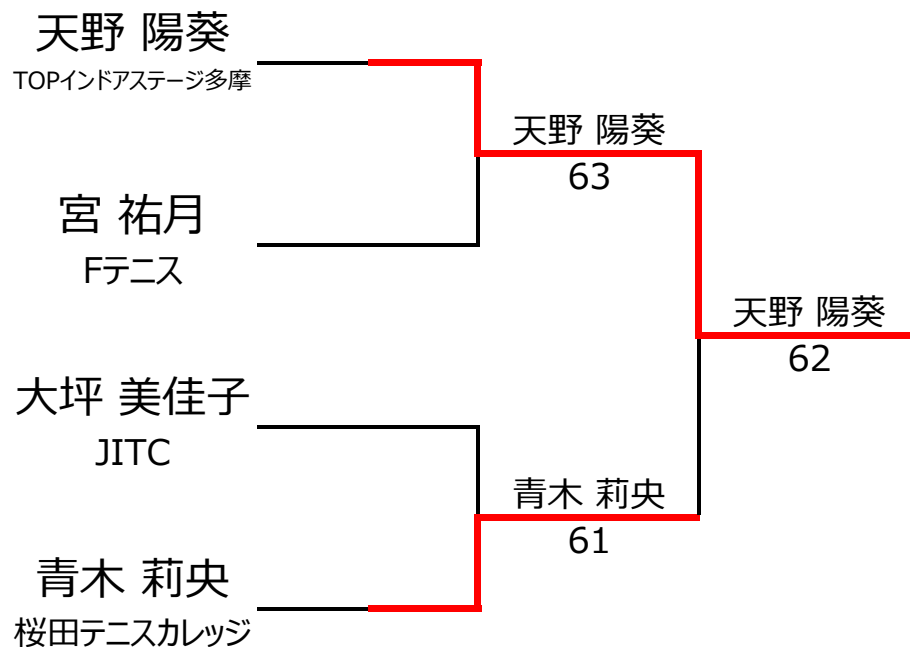 天野 陽葵
TOPインドアステージ多摩
天野 陽葵
63
宮 祐月
Fテニス
天野 陽葵
62
大坪 美佳子
JITC
青木 莉央
61
青木 莉央
桜田テニスカレッジ